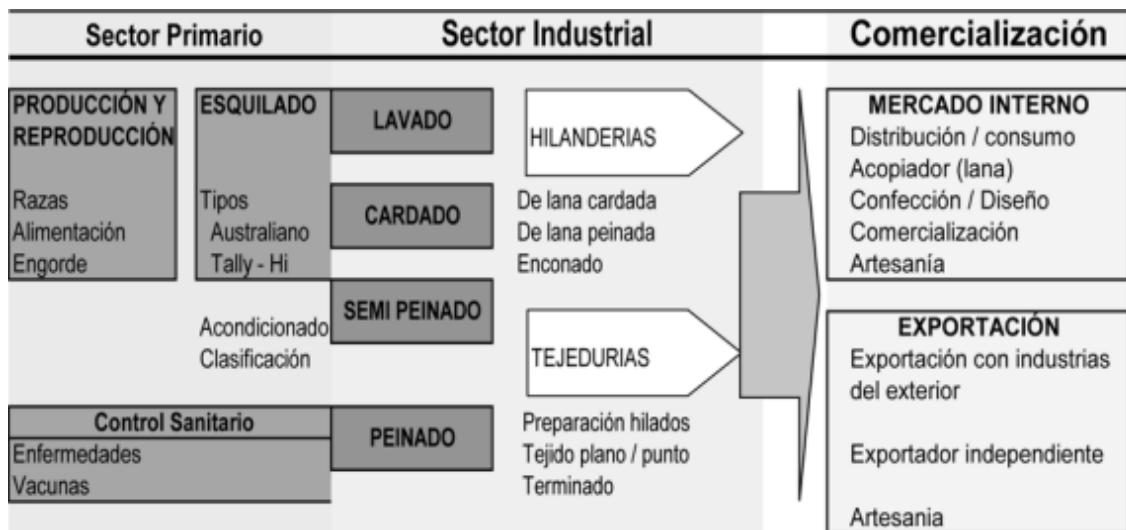 Sector Primario
Sector Industrial
Comercialización
PRODUCCIÓN Y
REPRODUCCIÓN
Razas
Alimentación
Engorde
ESQUILADO
Tipos
Australiano
Tally - Hi
Acondicionado
Clasificación
Control Sanitario
Enfermedades
Vacunas
LAVADO
CARDADO
SEMI PEINADO
PEINADO
HILANDERIAS
De lana cardada
De lana peinada
Enconado
TEJEDURIAS
Preparación hilados
Tejido plano / punto
Terminado
MERCADO INTERNO
Distribución / consumo
Acopiador (lana)
Confección / Diseño
Comercialización
Artesanía
EXPORTACIÓN
Exportación con industrias
del exterior
Exportador independiente
Artesania